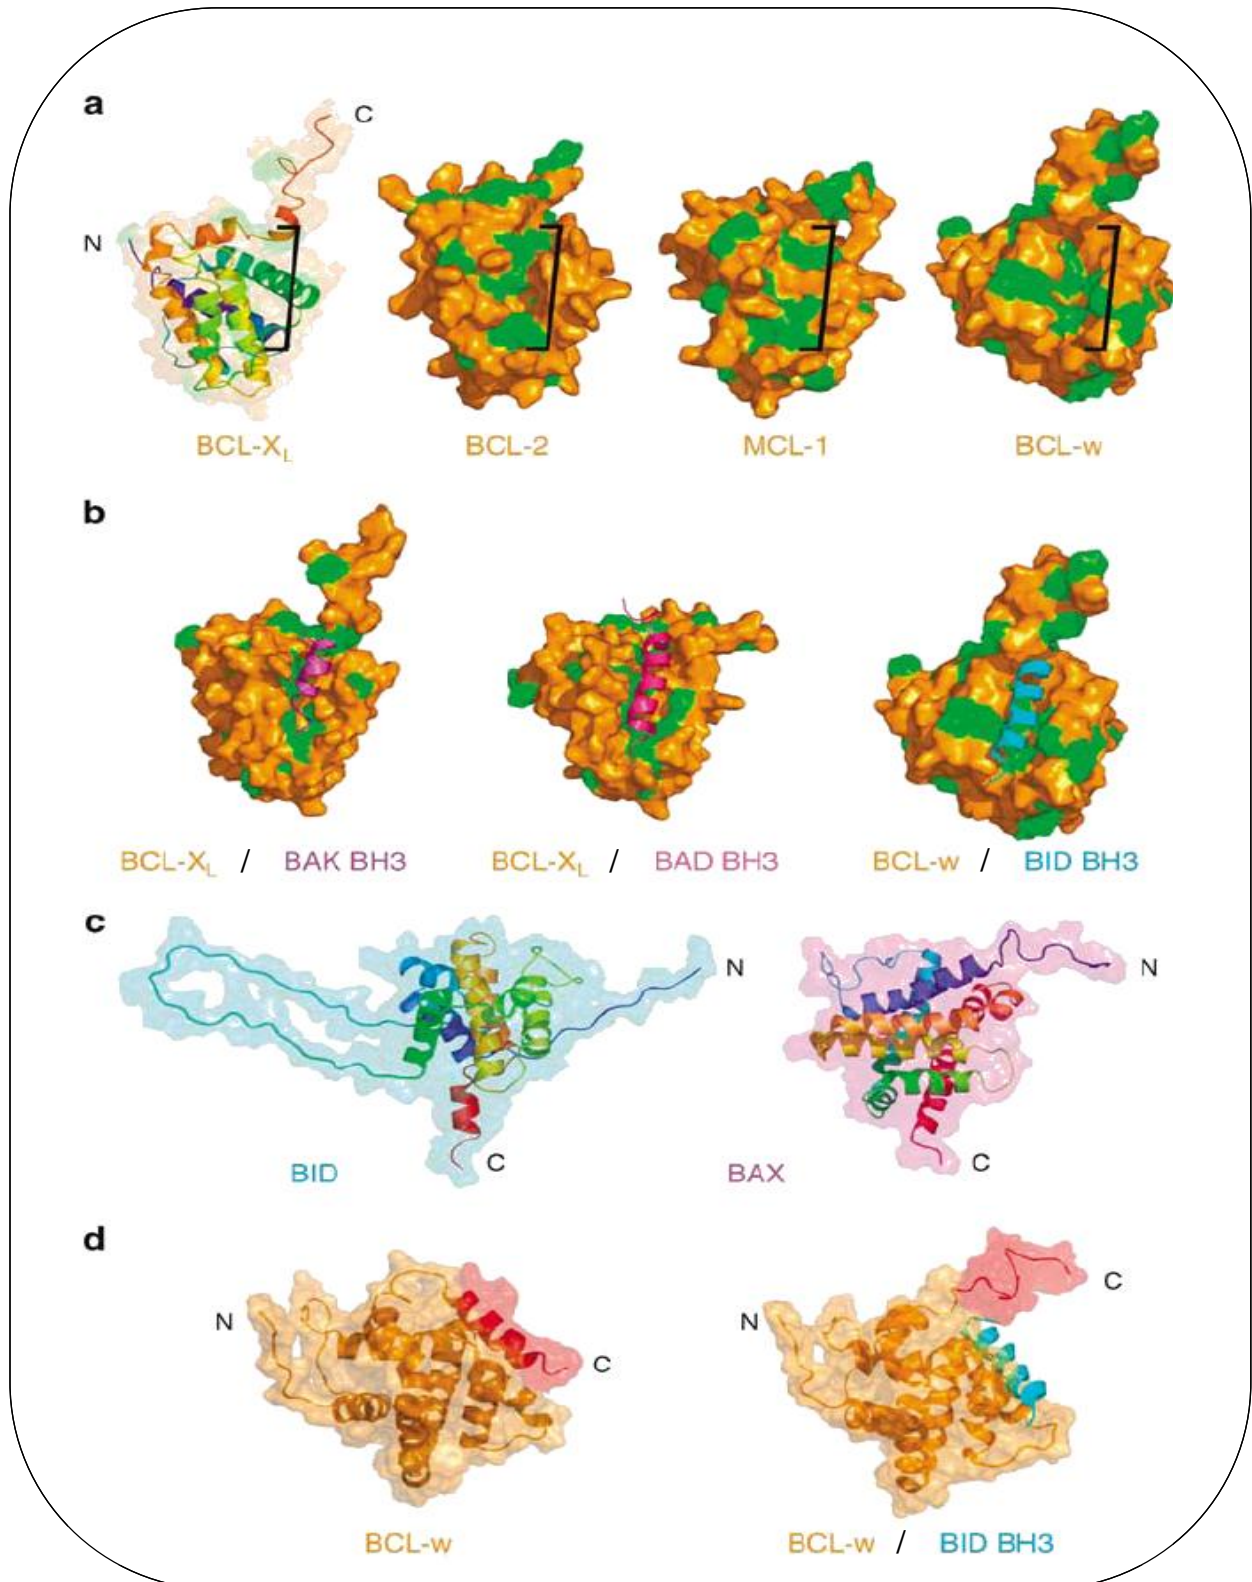 a
C
N
BCL-XL BCL-2 MCL-1 BCL-w
b
BCL-XL / BAK BH3 BCL-XL / BAD BH3 BCL-w / BID BH3
c
N N
C C
BID BAX
d
N C N C
BCL-w BCL-w / BID BH3